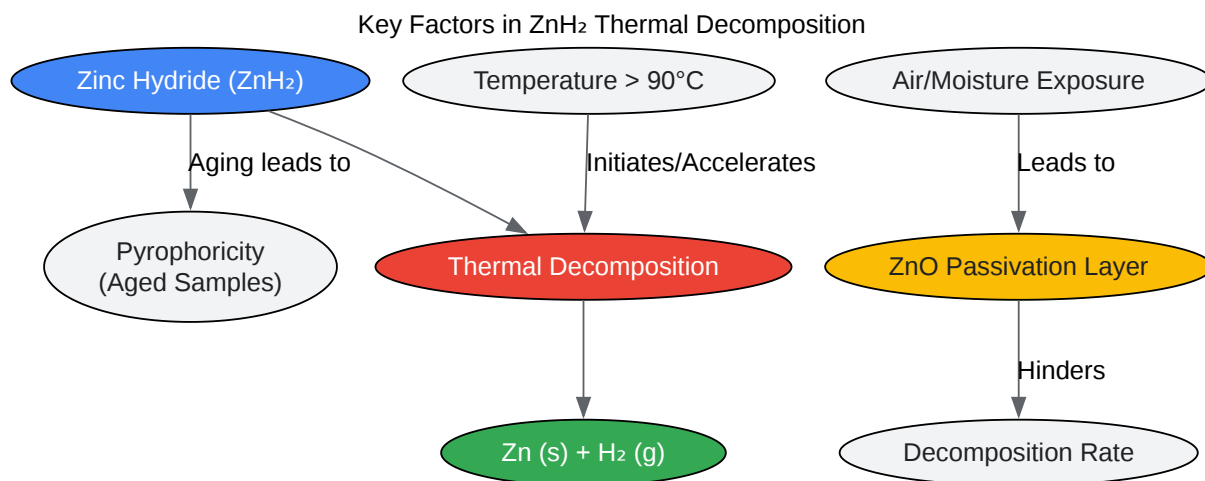 Key Factors in ZnH₂ Thermal Decomposition
Zinc Hydride (ZnH₂)
Temperature > 90°C
Air/Moisture Exposure
Aging leads to
Initiates/Accelerates
Leads to
Pyrophoricity
(Aged Samples)
Thermal Decomposition
ZnO Passivation Layer
Hinders
Zn (s) + H₂ (g)
Decomposition Rate